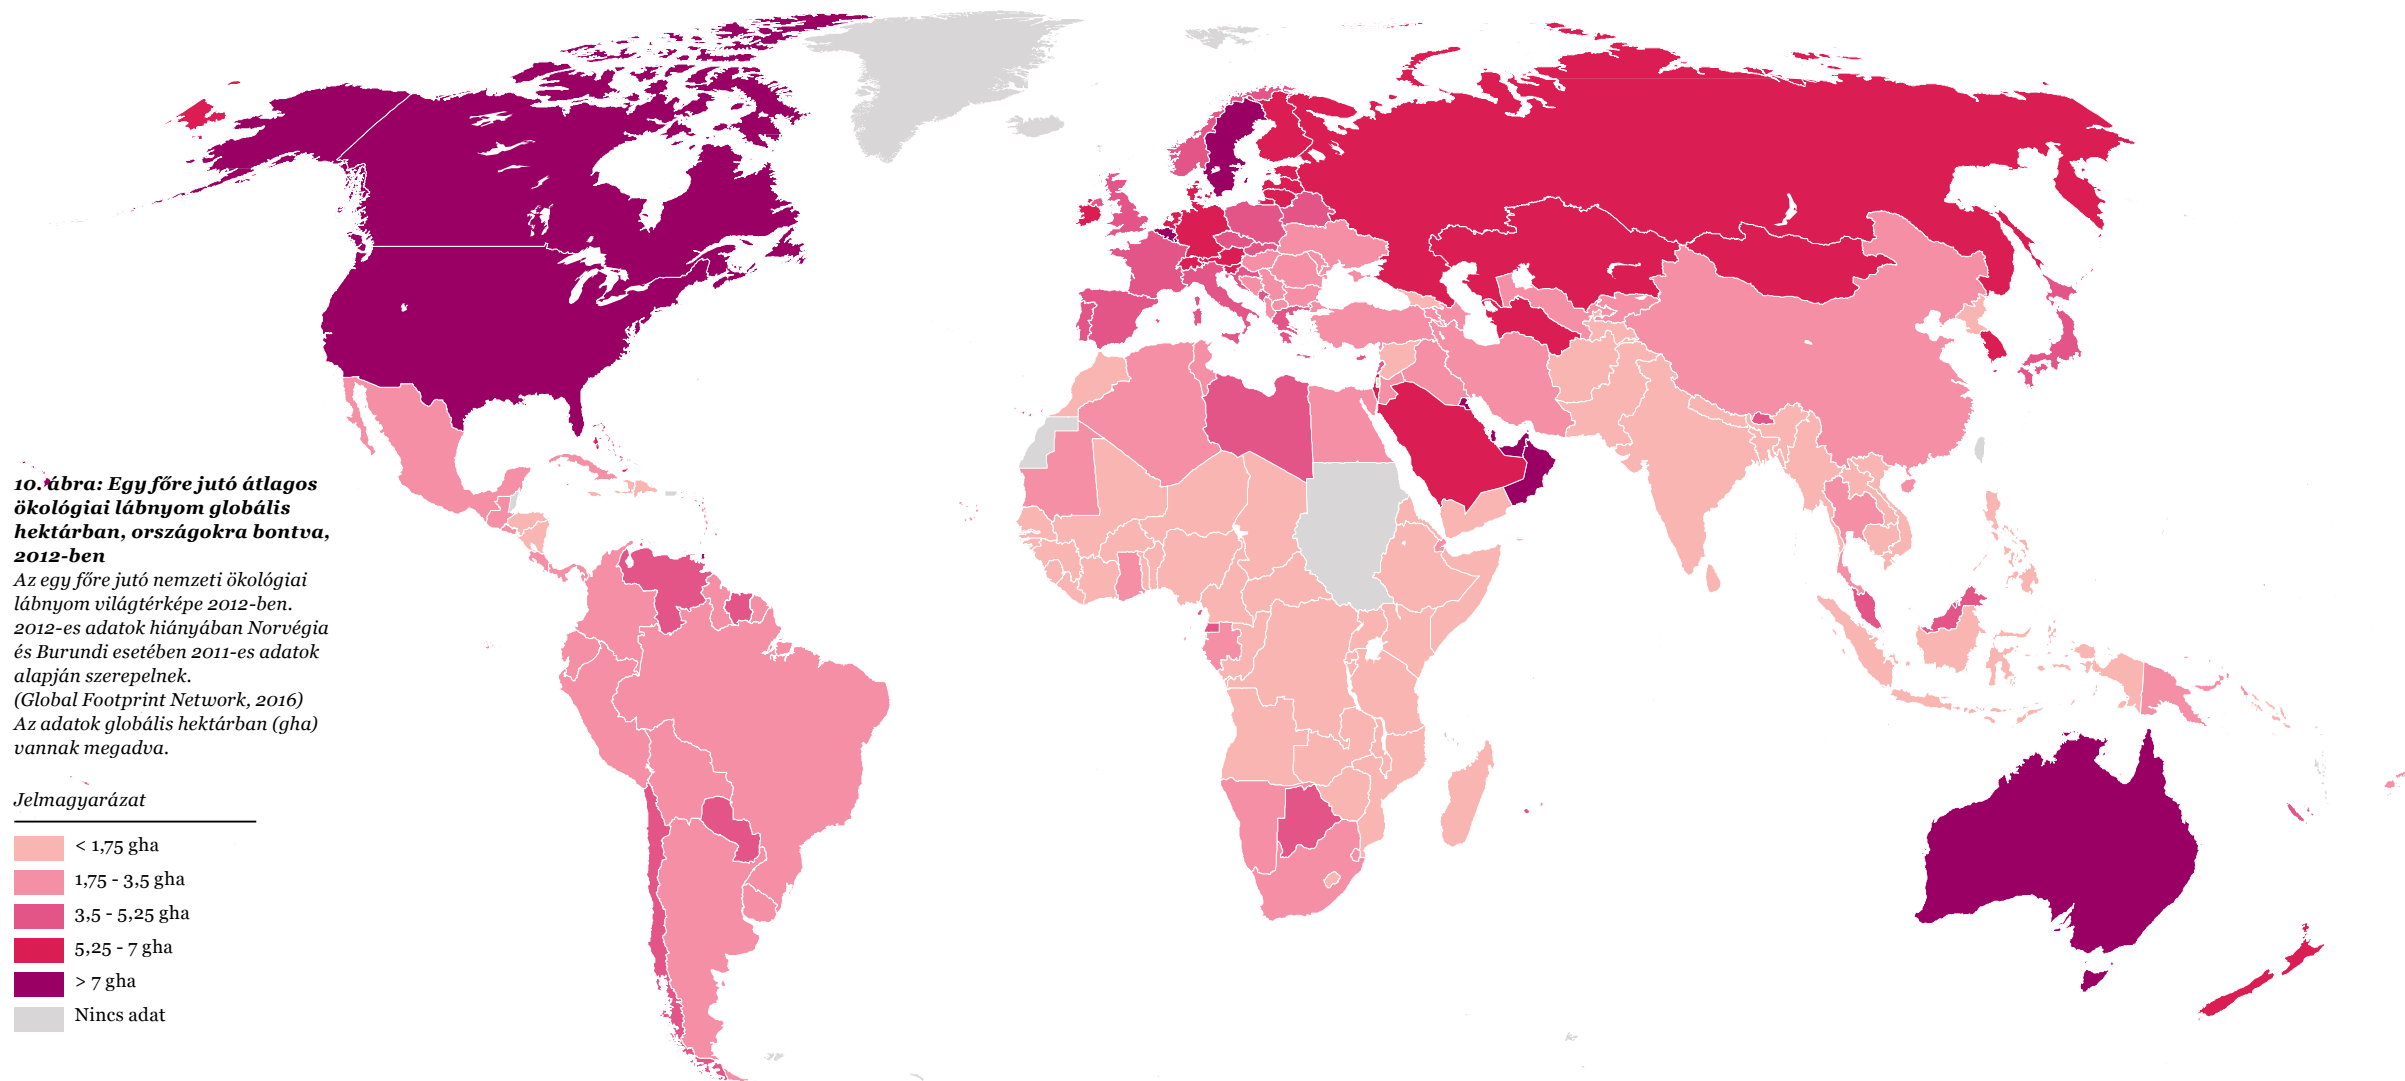 10. ábra: Egy főre jutó átlagos
ökológiai lábnyom globális
hektárban, országokra bontva,
2012-ben
Az egy főre jutó nemzeti ökológiai
lábnyom világtérképe 2012-ben.
2012-es adatok hiányában Norvégia
és Burundi esetében 2011-es adatok
alapján szerepelnek.
(Global Footprint Network, 2016)
Az adatok globális hektárban (gha)
vannak megadva.
Jelmagyarázat
< 1,75 gha
1,75 - 3,5 gha
3,5 - 5,25 gha
5,25 - 7 gha
> 7 gha
Nincs adat